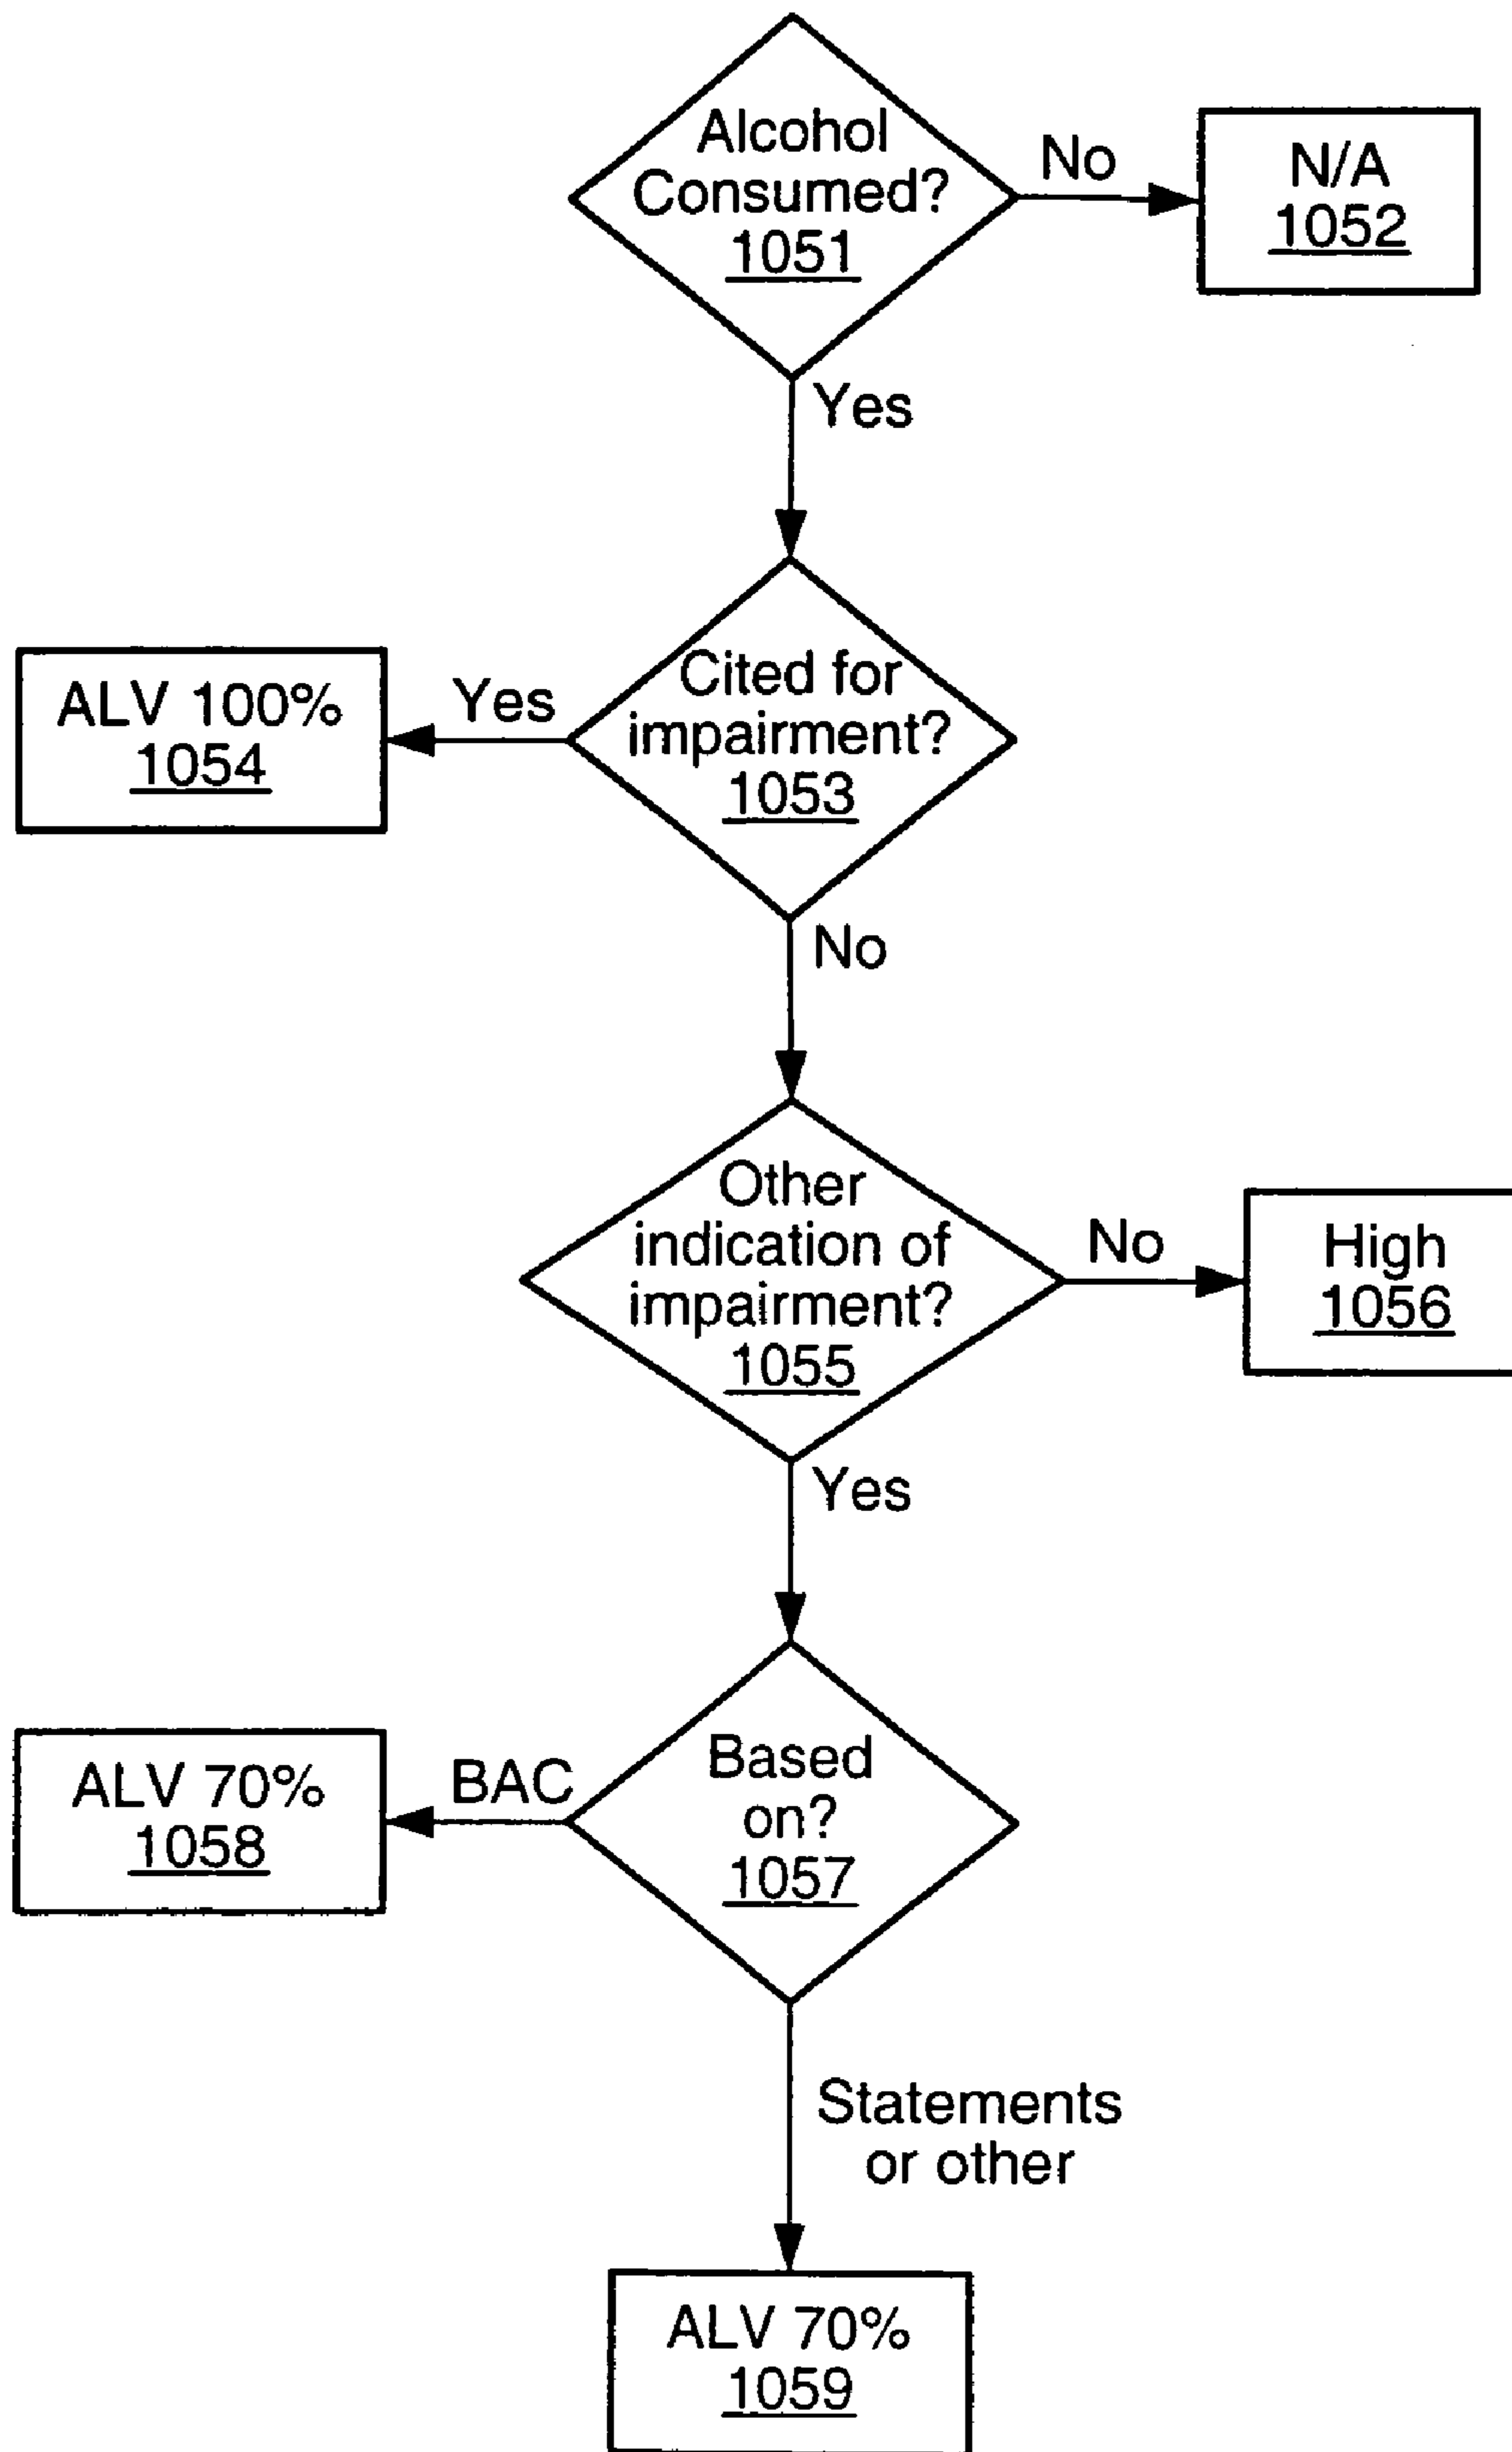 Alcohol
Consumed?
1051
No
N/A
1052
Yes
Cited for
impairment?
1053
Yes
ALV 100%
1054
No
Other
indication of
impairment?
1055
No
High
1056
Yes
Based
on?
1057
BAC
ALV 70%
1058
Statements
or other
ALV 70%
1059